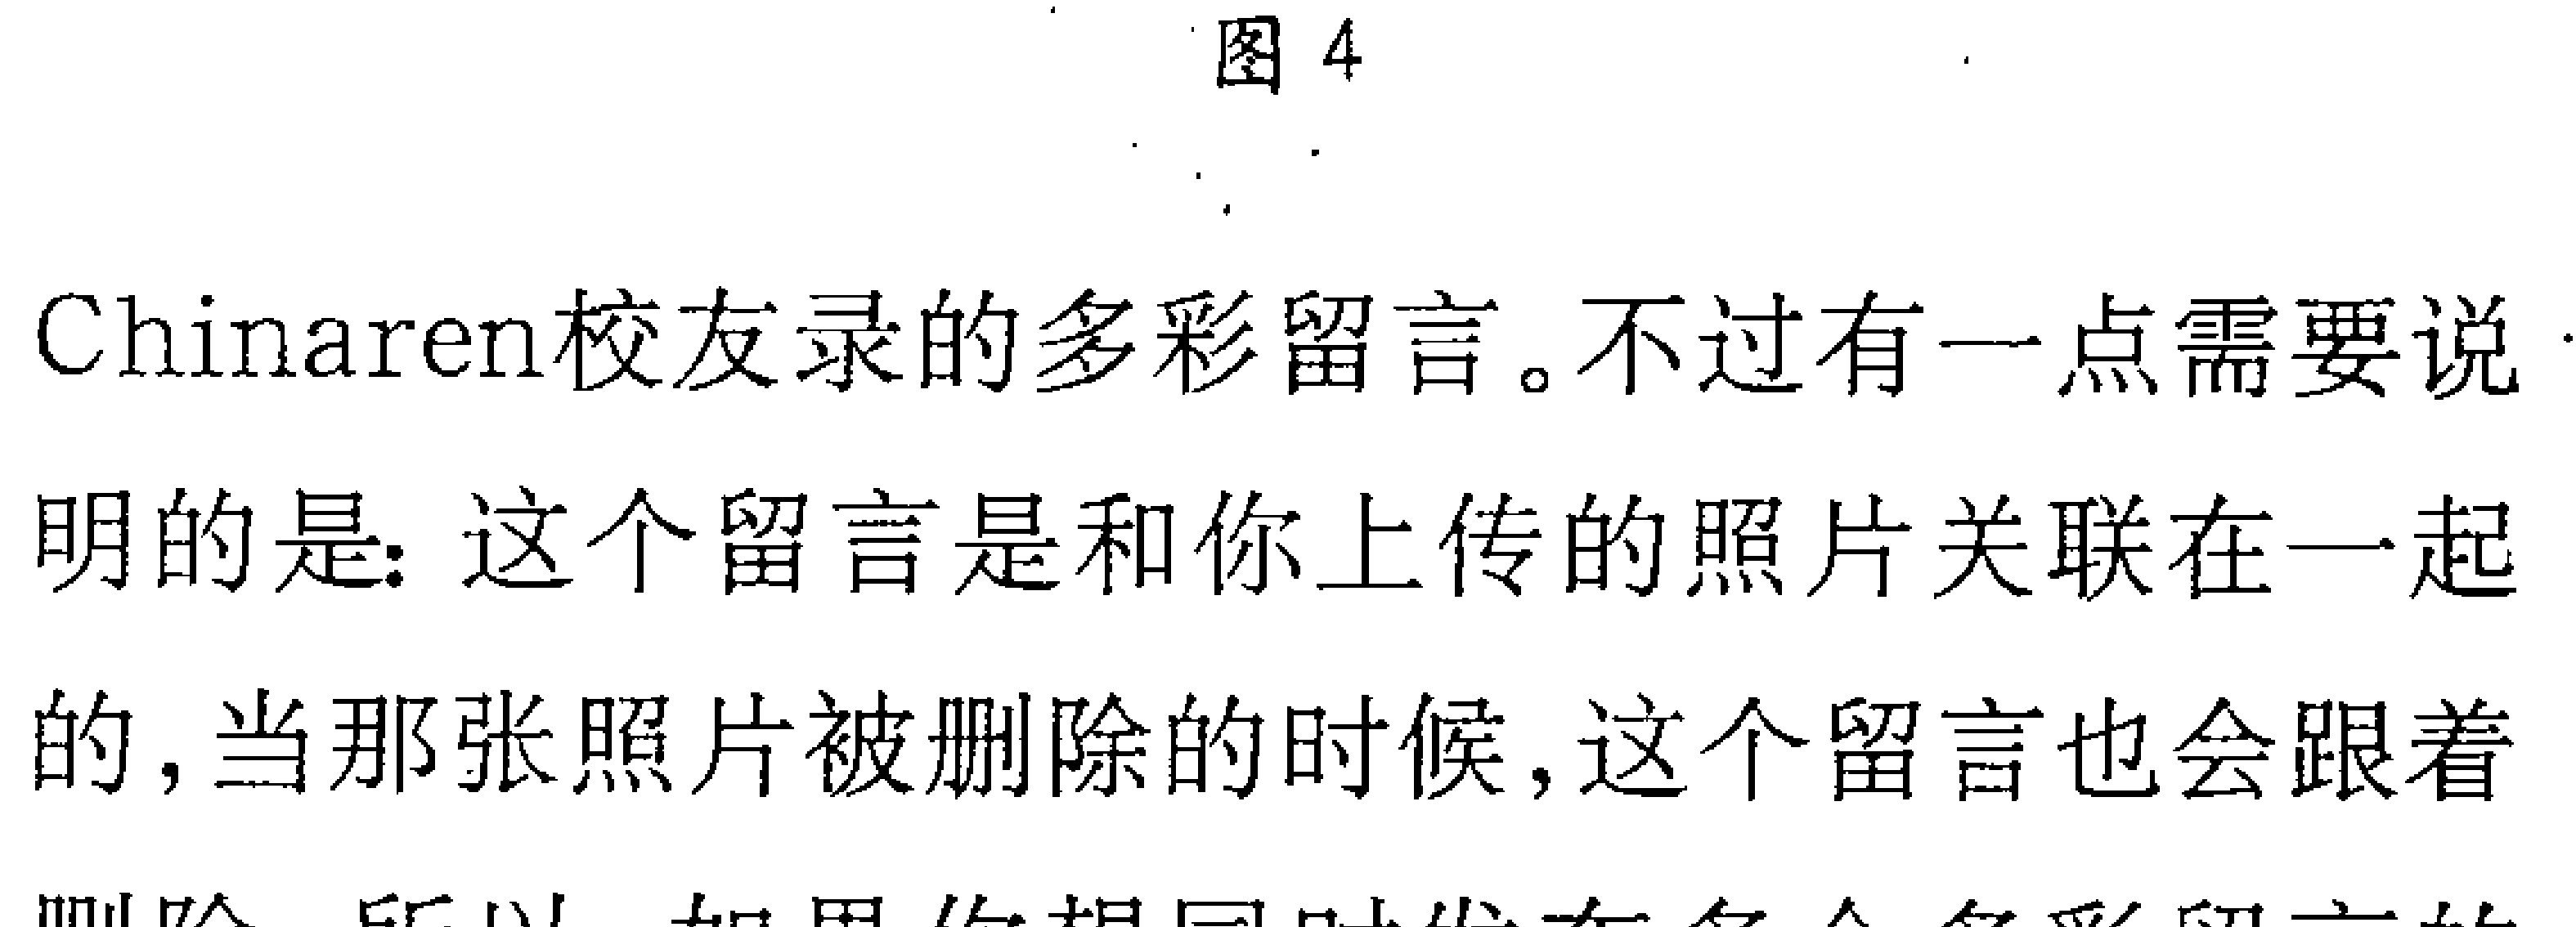 图 4
Chinaren校友录的多彩留言。不过有一点需要说
明的是: 这个留言是和你上传的照片关联在一起
的,当那张照片被删除的时候,这个留言也会跟着